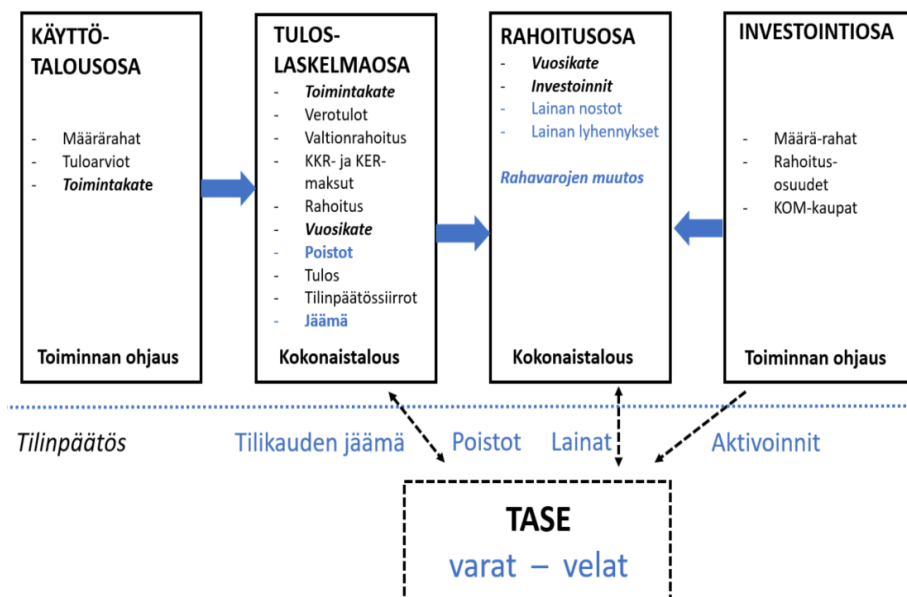 KÄYTTÖ-
TALOUSOSA
- Määrärahat
- Tuloarviot
- Toimintakate
Toiminnan ohjaus
TULOS-
LASKELMAOSA
- Toimintakate
- Verotulot
- Valtionrahoitus
- KKR- ja KER-
maksut
- Rahoitus
- Vuosikate
- Poistot
- Tulos
- Tilinpäätössiirrot
- Jäämä
Kokonaistalous
RAHOITUSOSA
- Vuosikate
- Investoinnit
- Lainan nostot
- Lainan lyhennykset
Rahavarojen muutos
Kokonaistalous
INVESTOINTIOSA
- Määrä-rahat
- Rahoitus-
osuudet
- KOM-kaupat
Toiminnan ohjaus
Tilinpäätös
Tilikauden jäämä
Poistot
Lainat
Aktivoinnit
TASE
varat – velat